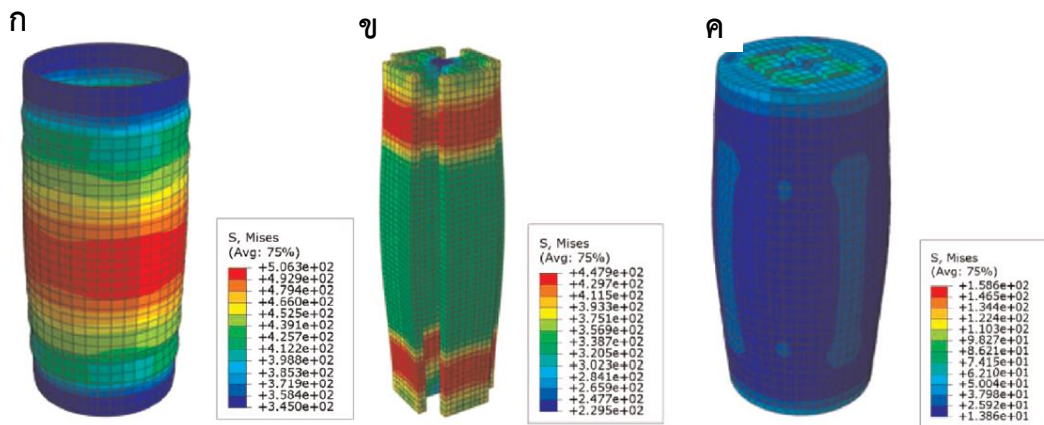 ก
ข
ค
S, Mises
(Avg: 75%)
+5.063e+02
+4.929e+02
+4.794e+02
+4.660e+02
+4.525e+02
+4.391e+02
+4.257e+02
+4.122e+02
+3.988e+02
+3.853e+02
+3.719e+02
+3.584e+02
+3.450e+02
S, Mises
(Avg: 75%)
+4.479e+02
+4.297e+02
+4.115e+02
+3.933e+02
+3.751e+02
+3.569e+02
+3.387e+02
+3.205e+02
+3.023e+02
+2.841e+02
+2.659e+02
+2.477e+02
+2.295e+02
S, Mises
(Avg: 75%)
+1.586e+02
+1.465e+02
+1.344e+02
+1.224e+02
+1.103e+02
+9.827e+01
+8.621e+01
+7.415e+01
+6.210e+01
+5.004e+01
+3.798e+01
+2.592e+01
+1.386e+01